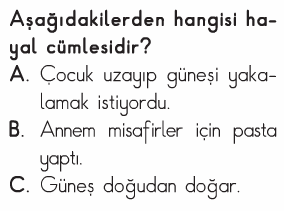 Aşağıdakilerden hangisi ha-
yal cümlesidir?
A. Çocuk uzayıp güneşi yaka-
lamak istiyordu.
B. Annem misafirler için pasta
yaptı.
C. Güneş doğudan doğar.